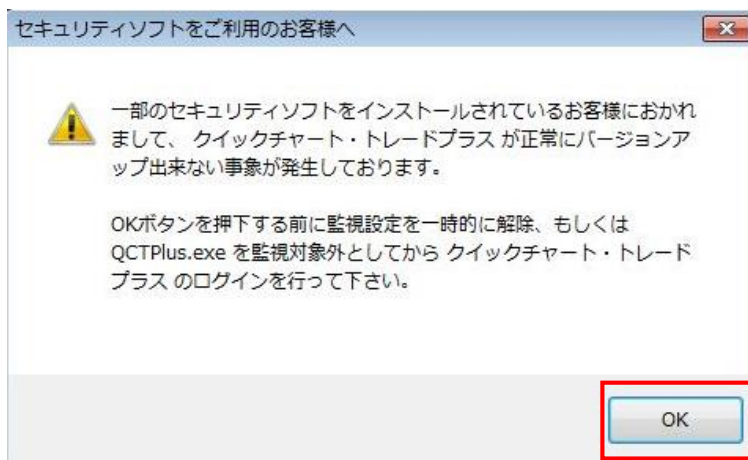 セキュリティソフトをご利用のお客様へ
一部のセキュリティソフトをインストールされているお客様におかれ
まして、 クイックチャート・トレードプラス が正常にバージョンア
ップ出来ない事象が発生しております。
OKボタンを押下する前に監視設定を一時的に解除、もしくは
QCTPlus.exe を監視対象外としてから クイックチャート・トレード
プラス のログインを行って下さい。
OK